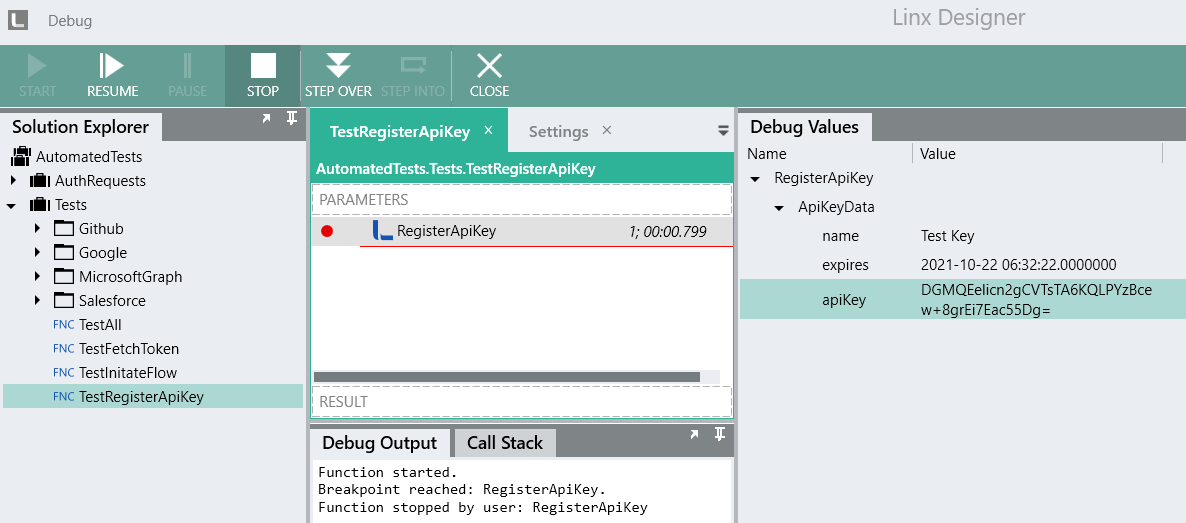 Debug
Linx Designer
START
RESUME
PAUSE
STOP
STEP OVER
STEP INTO
CLOSE
Solution Explorer
AutomatedTests
AuthRequests
Tests
Github
Google
MicrosoftGraph
Salesforce
FNC TestAll
FNC TestFetchToken
FNC TestInitateFlow
FNC TestRegisterApiKey
TestRegisterApiKey ×
Settings ×
AutomatedTests.Tests.TestRegisterApiKey
PARAMETERS
RegisterApiKey 1; 00:00.799
RESULT
Debug Output
Call Stack
Function started.
Breakpoint reached: RegisterApiKey.
Function stopped by user: RegisterApiKey
Debug Values
Name Value
RegisterApiKey
ApiKeyData
name Test Key
expires 2021-10-22 06:32:22.0000000
apiKey DGMQEelicn2gCVTsTA6KQLPYzBce
w+8grEi7Eac55Dg=